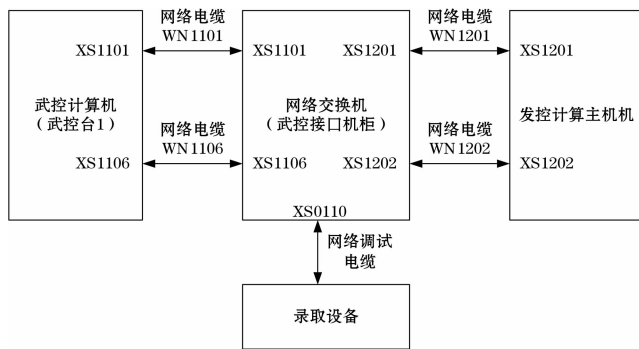 网络电缆
WN1101
网络电缆
WN1201
XS1101
XS1101
XS1201
XS1201
武控计算机
（武控台1）
网络交换机
（武控接口机柜）
发控计算主机机
网络电缆
WN1106
网络电缆
WN1202
XS1106
XS1106
XS1202
XS1202
XS0110
网络调试
电缆
录取设备